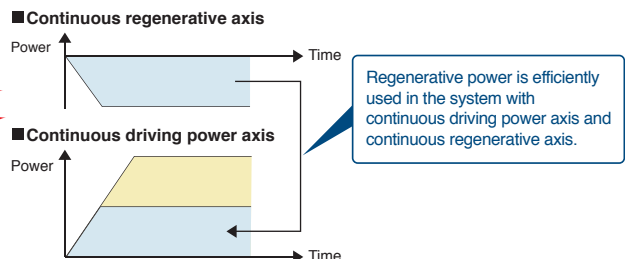 ■Continuous regenerative axis
Power
Time
Regenerative power is efficiently
used in the system with
continuous driving power axis and
continuous regenerative axis.
■Continuous driving power axis
Power
Time